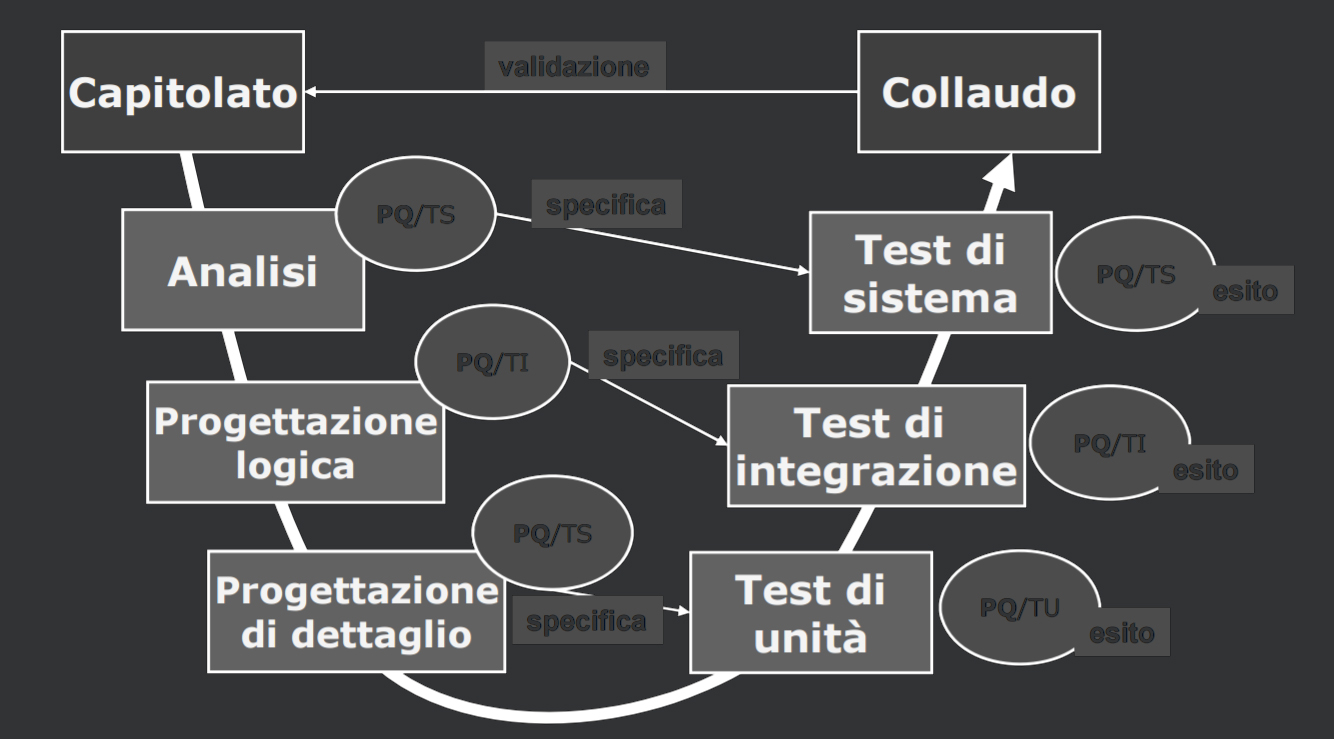 Capitolato
validazione
Collaudo
PQ/TS
specifica
Analisi
Test di
sistema
PQ/TS
esito
PQ/TI
specifica
Progettazione
logica
Test di
integrazione
PQ/TI
esito
PQ/TS
specifica
Progettazione
di dettaglio
Test di
unità
PQ/TU
esito